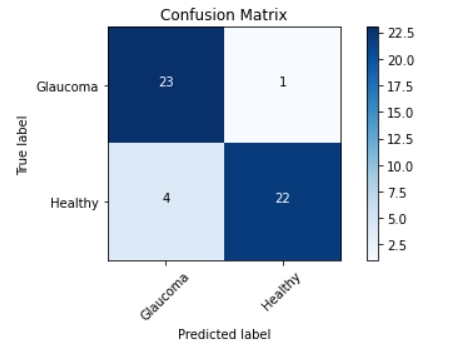 Confusion Matrix
True label
Glaucoma
Healthy
23
1
4
22
Glaucoma
Healthy
Predicted label
22.5
20.0
17.5
15.0
12.5
10.0
7.5
5.0
2.5